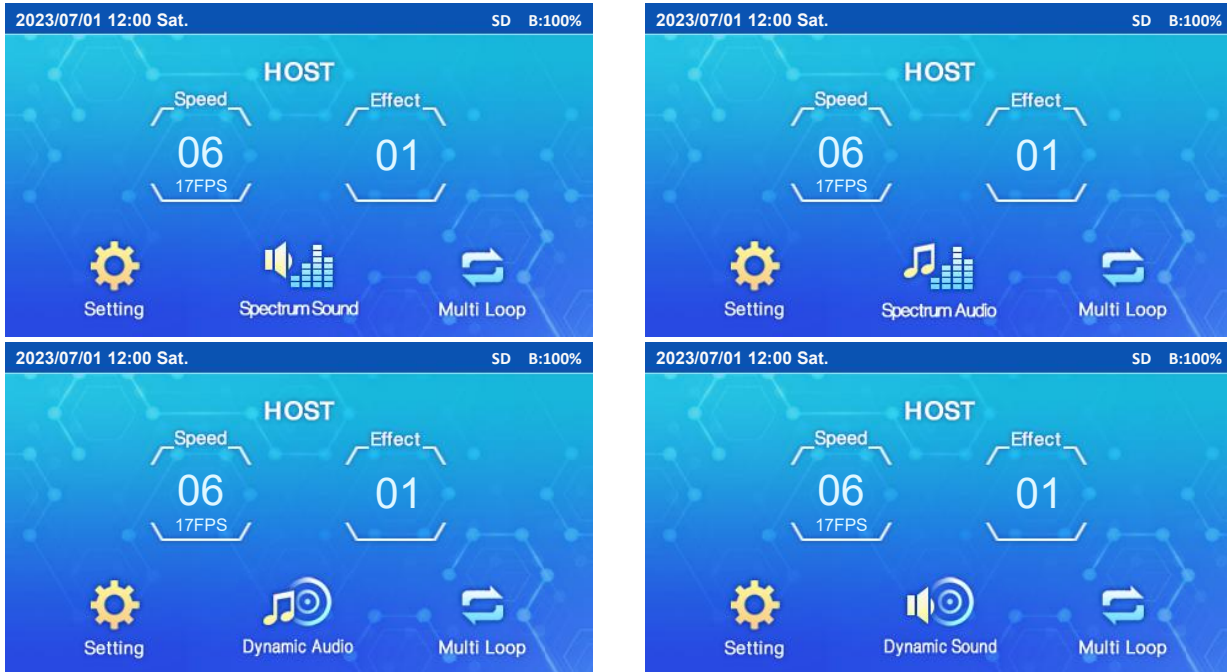 2023/07/01 12:00 Sat. SD B:100%
HOST
Speed Effect
06 01
17FPS
Setting Spectrum Sound Multi Loop
2023/07/01 12:00 Sat. SD B:100%
HOST
Speed Effect
06 01
17FPS
Setting Spectrum Audio Multi Loop
2023/07/01 12:00 Sat. SD B:100%
HOST
Speed Effect
06 01
17FPS
Setting Dynamic Audio Multi Loop
2023/07/01 12:00 Sat. SD B:100%
HOST
Speed Effect
06 01
17FPS
Setting Dynamic Sound Multi Loop